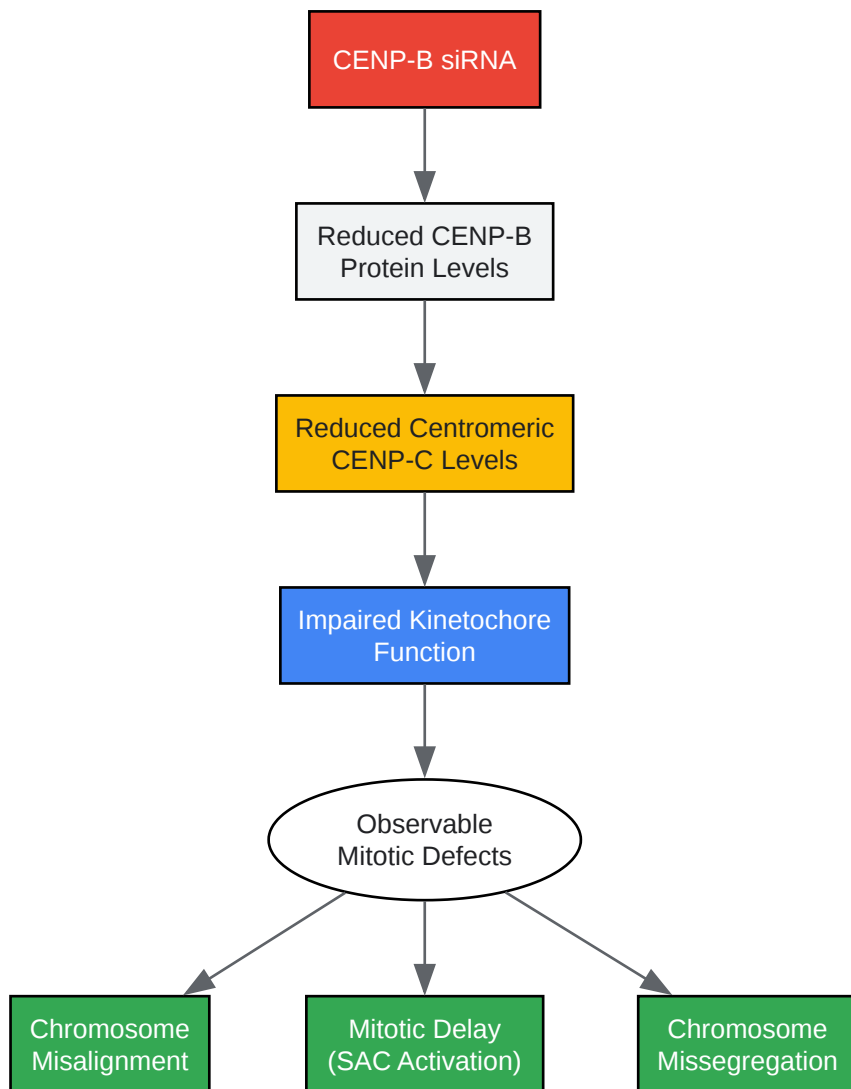 CENP-B siRNA
Reduced CENP-B
Protein Levels
Reduced Centromeric
CENP-C Levels
Impaired Kinetochore
Function
Observable
Mitotic Defects
Chromosome
Misalignment
Mitotic Delay
(SAC Activation)
Chromosome
Missegregation